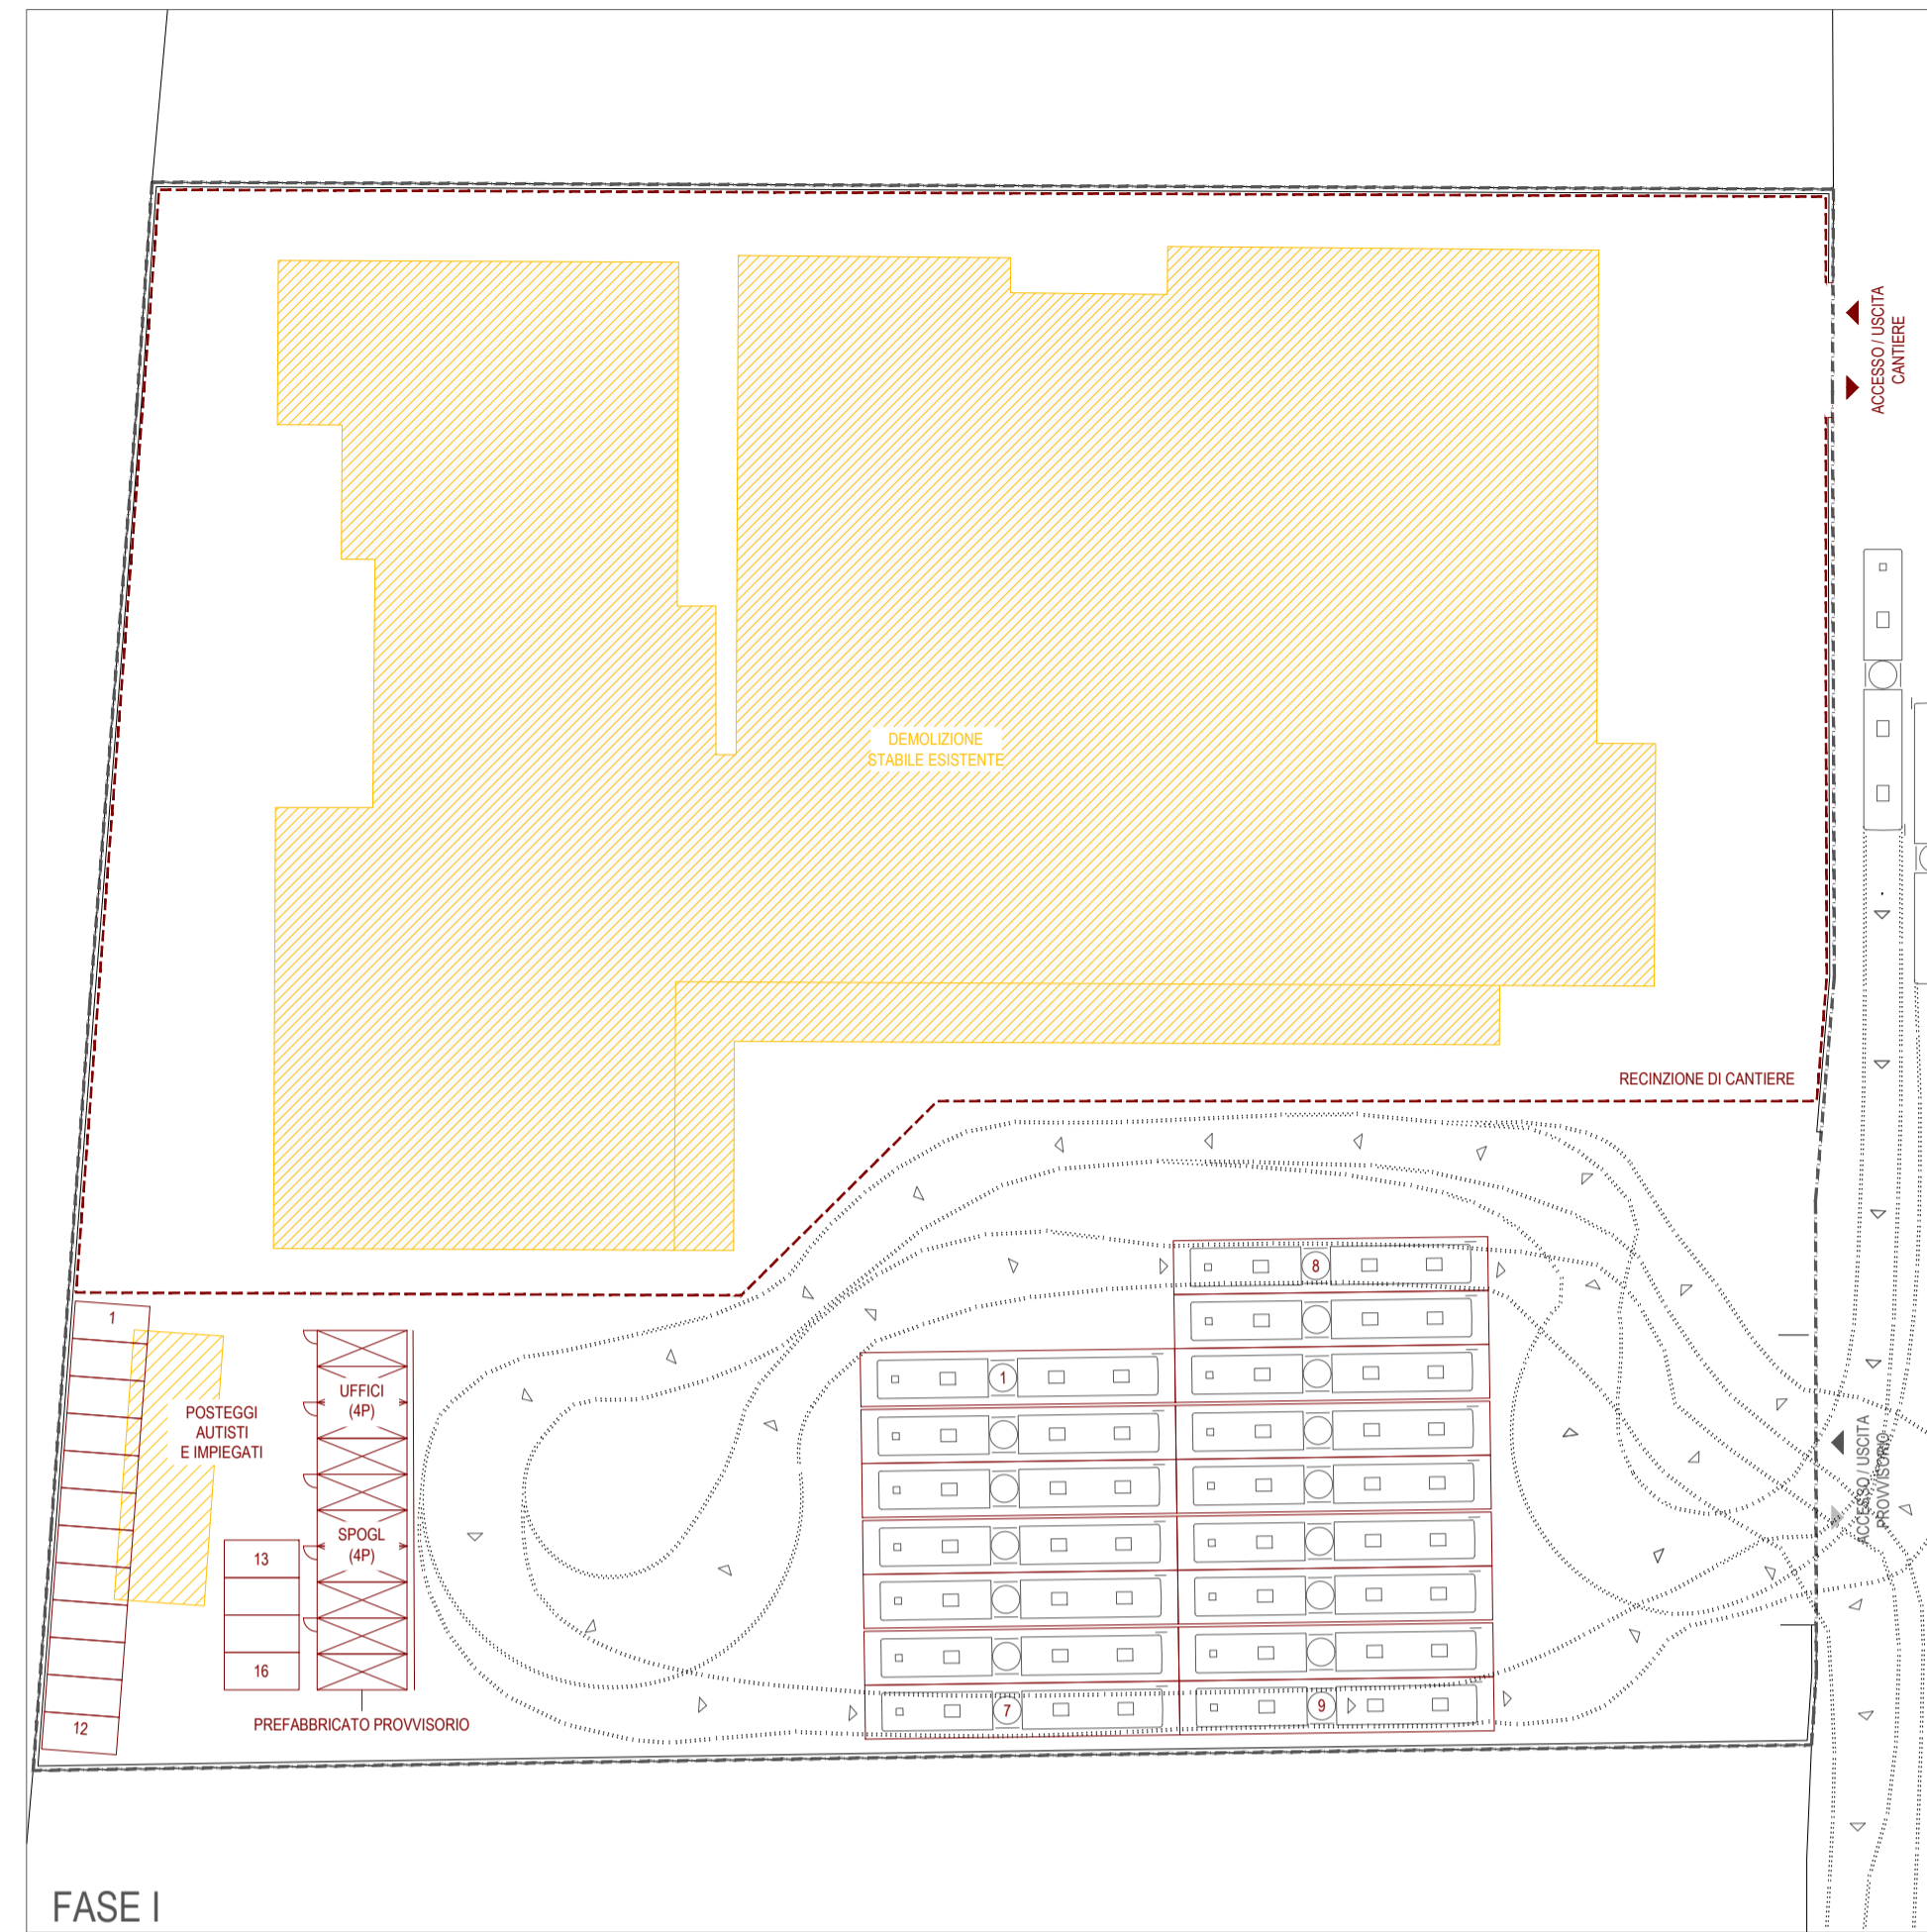 ACCESSO / USCITA
CANTIERE
DEMOLIZIONE
STABILE ESISTENTE
RECINZIONE DI CANTIERE
1
POSTEGGI
AUTISTI
E IMPIEGATI
UFFICI
(4P)
SPOGL
(4P)
13
16
12
PREFABBRICATO PROVVISORIO
8
1
7
9
ACCESSO / USCITA
PROVVISORIO
FASE I